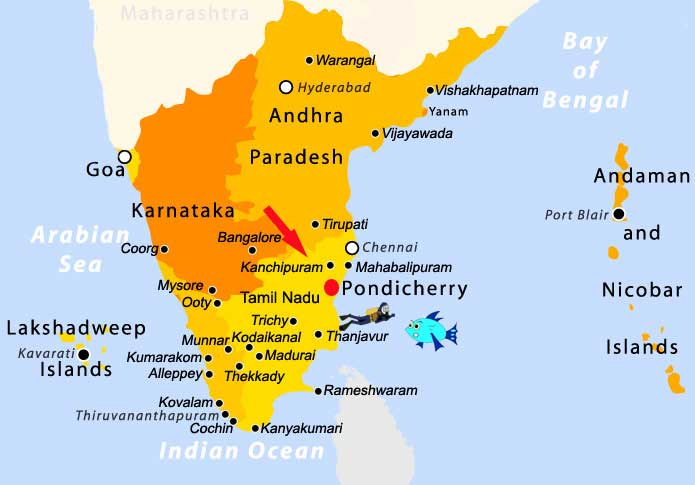 Maharashtra
Bay
of
Bengal
Warangal
Hyderabad
Vishakhapatnam
Andhra
Yanam
Vijayawada
Paradesh
Goa
Andaman
Karnataka
Port Blair
Tirupati
and
Arabian
Sea
Bangalore
Chennai
Coorg
Kanchipuram
Mahabalipuram
Mysore
Pondicherry
Nicobar
Ooty
Tamil Nadu
Trichy
Lakshadweep
Thanjavur
Munnar
Kodaikanal
Islands
Kavarati
Kumarakom
Madurai
Islands
Alleppey
Thekkady
Rameshwaram
Kovalam
Thiruvananthapuram
Cochin
Kanyakumari
Indian Ocean